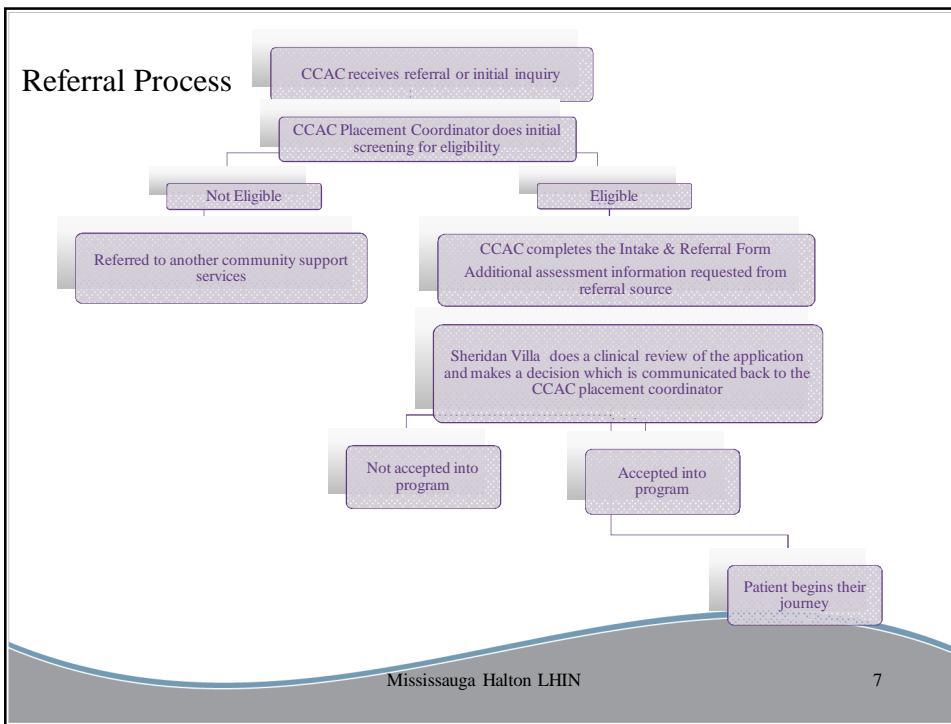 Referral Process
CCAC receives referral or initial inquiry
CCAC Placement Coordinator does initial
screening for eligibility
Not Eligible
Eligible
Referred to another community support
services
CCAC completes the Intake & Referral Form
Additional assessment information requested from
referral source
Sheridan Villa does a clinical review of the application
and makes a decision which is communicated back to the
CCAC placement coordinator
Not accepted into
program
Accepted into
program
Patient begins their
journey
Mississauga Halton LHIN
7